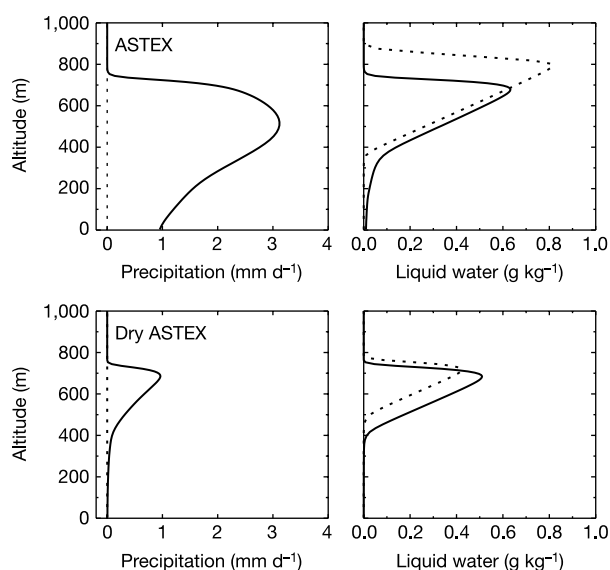 1,000
ASTEX
800
600
400
200
0
Altitude (m)
0 1 2 3 4
Precipitation (mm d⁻¹)
0.0 0.2 0.4 0.6 0.8 1.0
Liquid water (g kg⁻¹)
1,000
Dry ASTEX
800
600
400
200
0
Altitude (m)
0 1 2 3 4
Precipitation (mm d⁻¹)
0.0 0.2 0.4 0.6 0.8 1.0
Liquid water (g kg⁻¹)